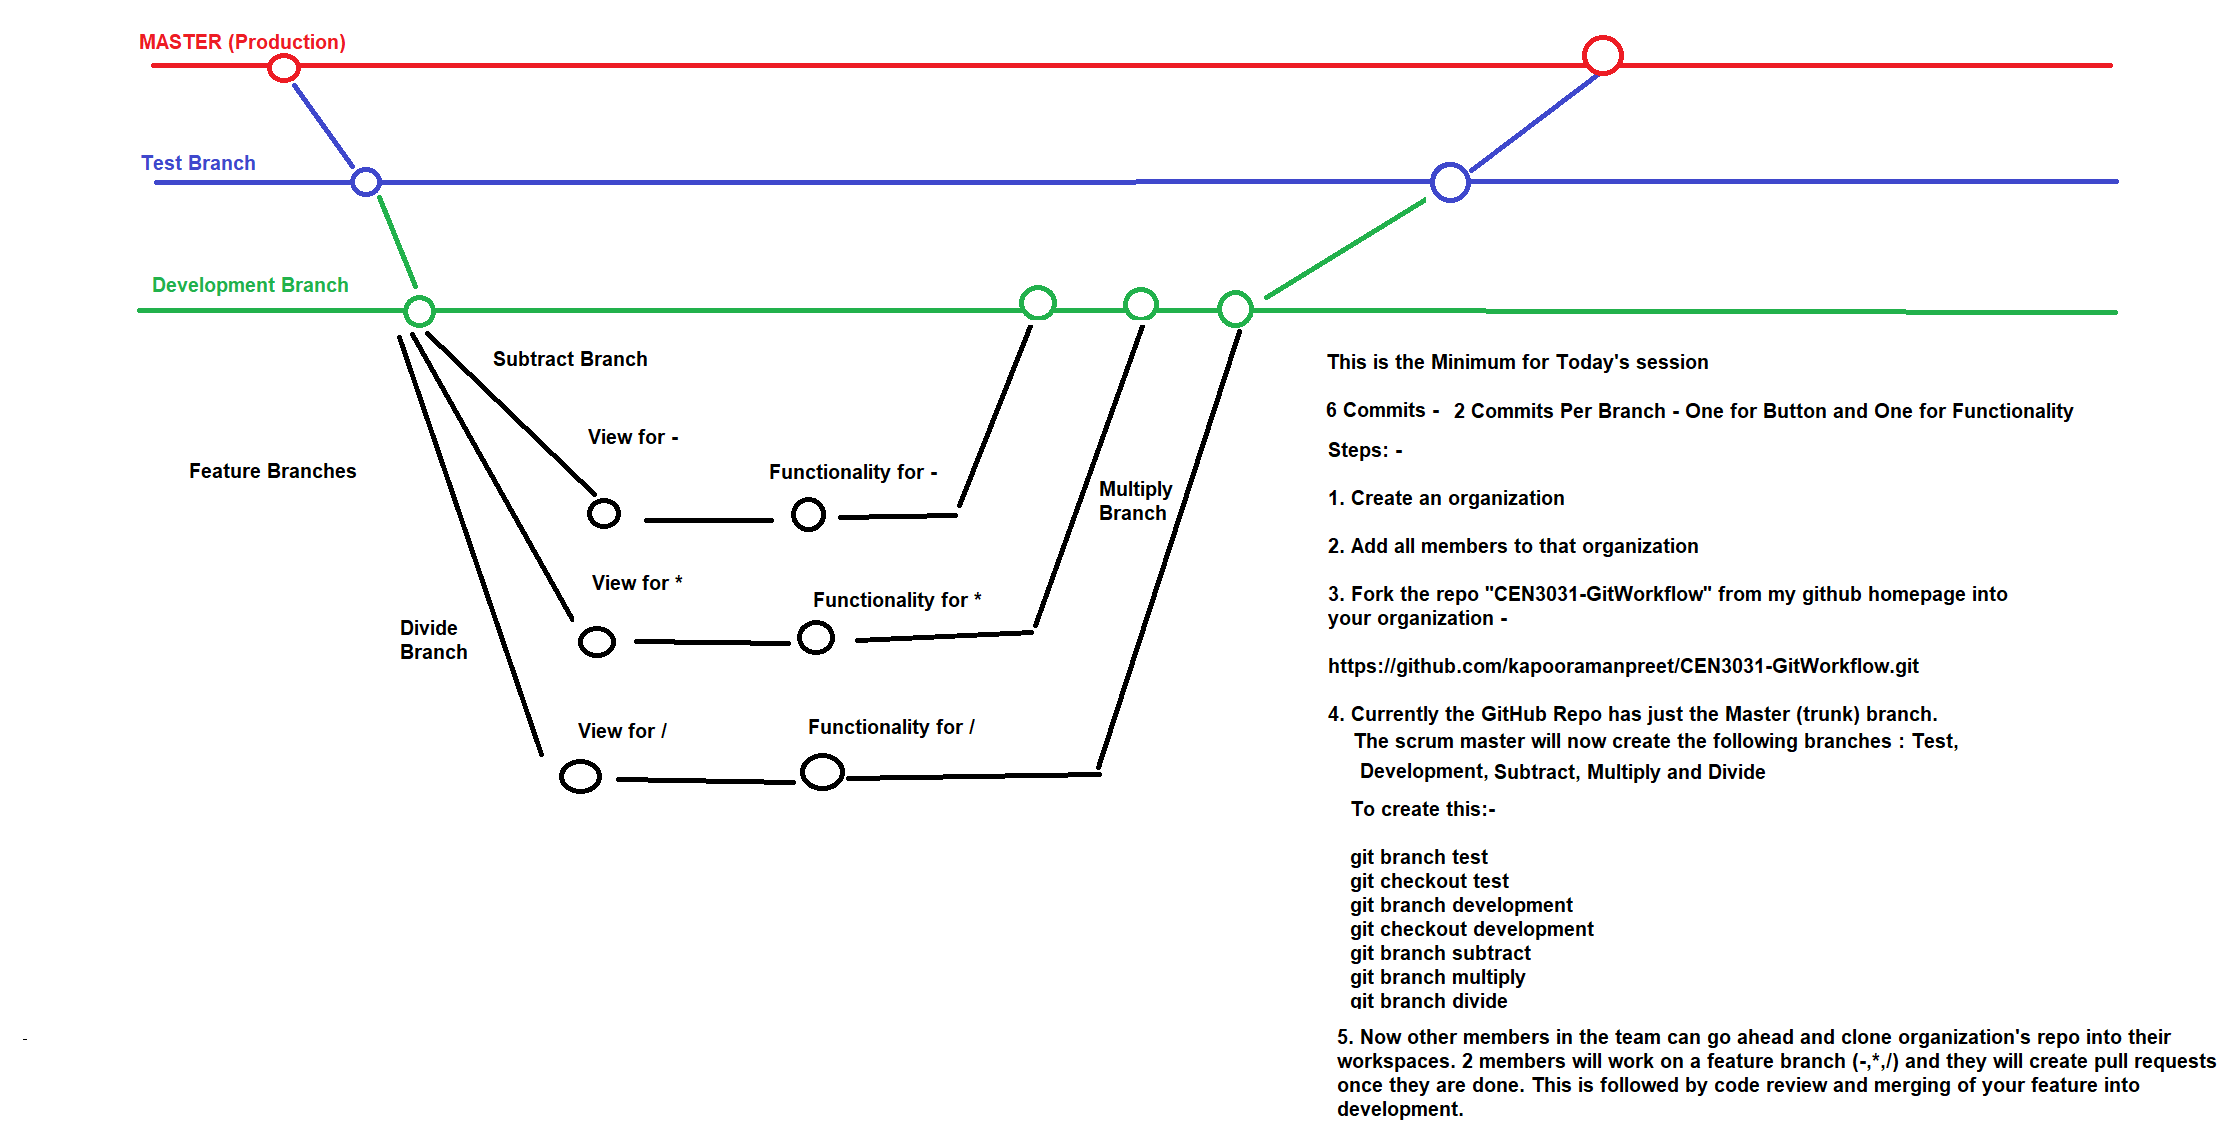 MASTER (Production)
Test Branch
Development Branch
Subtract Branch
View for -
Feature Branches
Functionality for -
Multiply
Branch
View for *
Functionality for *
Divide
Branch
View for /
Functionality for /
This is the Minimum for Today's session
6 Commits - 2 Commits Per Branch - One for Button and One for Functionality
Steps: -
1. Create an organization
2. Add all members to that organization
3. Fork the repo "CEN3031-GitWorkflow" from my github homepage into
your organization -
https://github.com/kapooramanpreet/CEN3031-GitWorkflow.git
4. Currently the GitHub Repo has just the Master (trunk) branch.
The scrum master will now create the following branches : Test,
Development, Subtract, Multiply and Divide
To create this:-
git branch test
git checkout test
git branch development
git checkout development
git branch subtract
git branch multiply
git branch divide
5. Now other members in the team can go ahead and clone organization's repo into their
workspaces. 2 members will work on a feature branch (-,*,/) and they will create pull requests
once they are done. This is followed by code review and merging of your feature into
development.